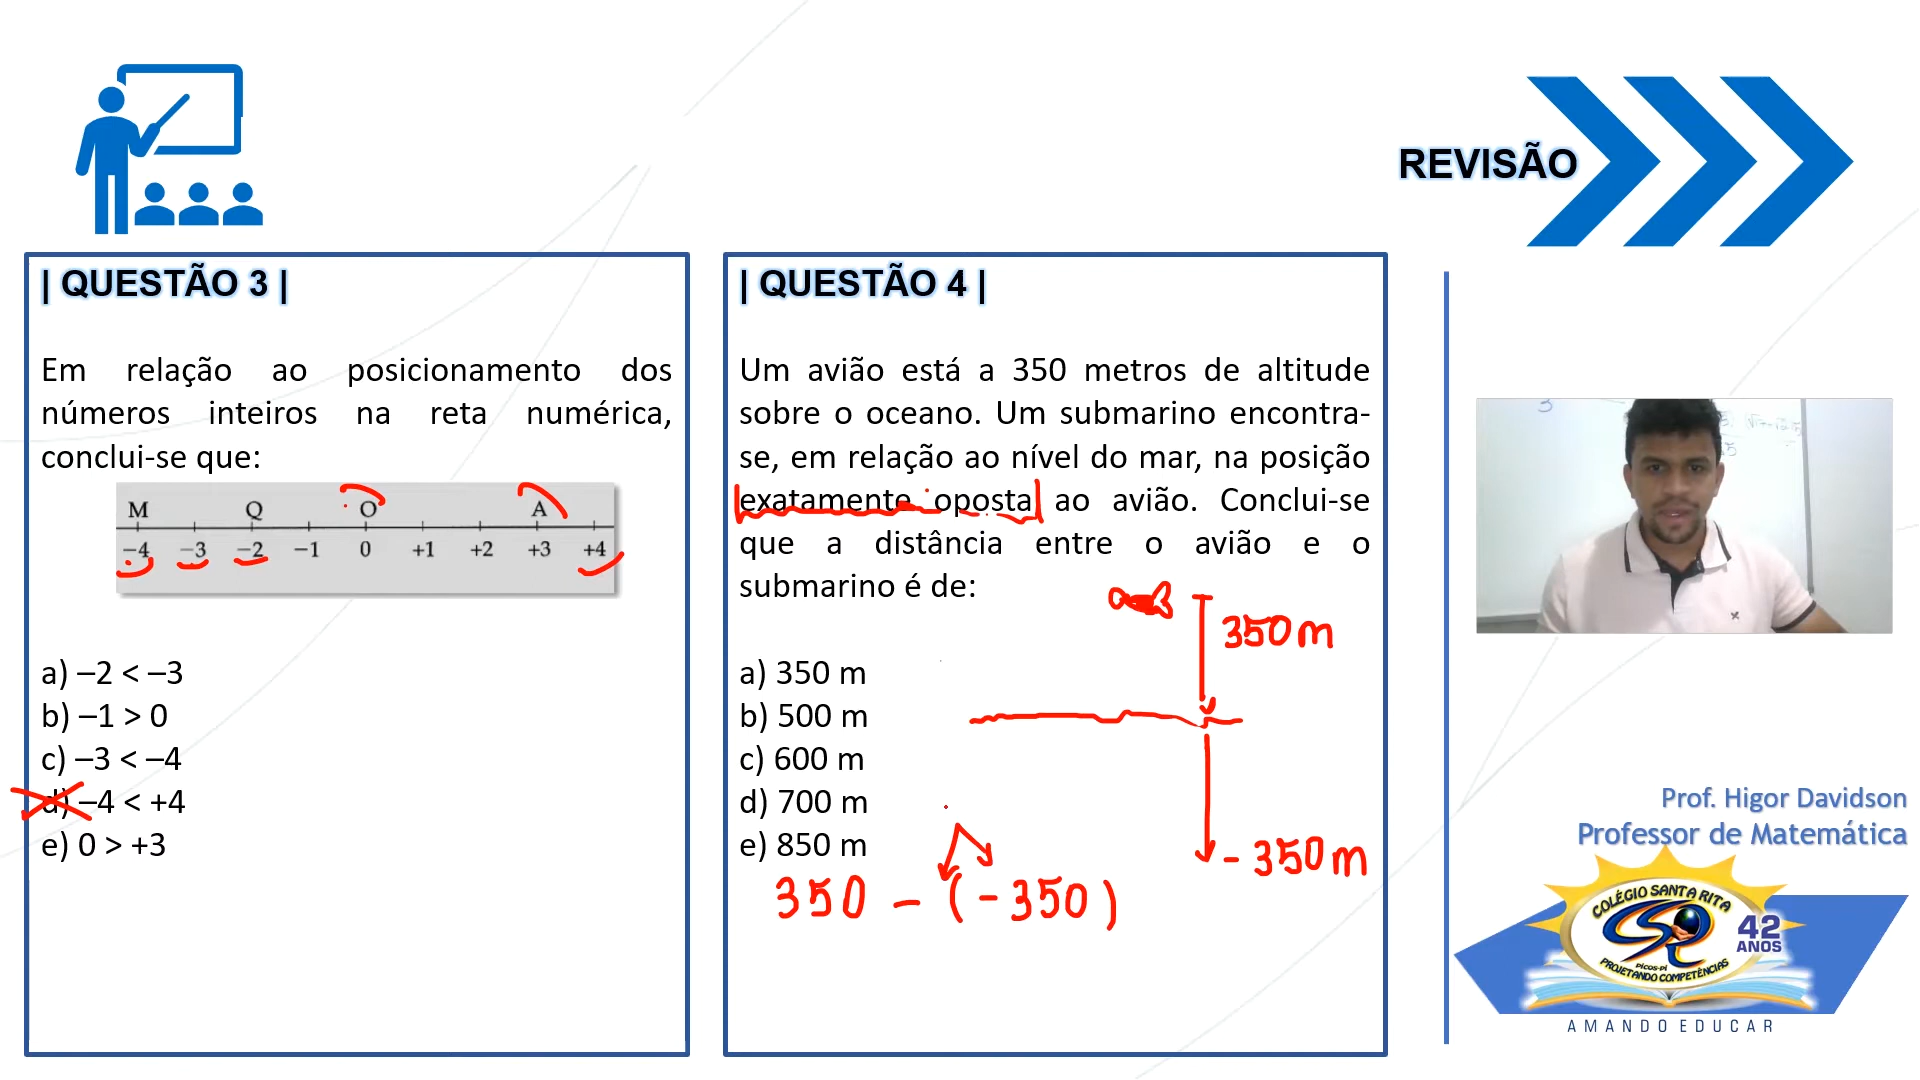 REVISÃO
| QUESTÃO 3 |
Em relação ao posicionamento dos
números inteiros na reta numérica,
conclui-se que:
M Q O A
−4 −3 −2 −1 0 +1 +2 +3 +4
a) –2 < –3
b) –1 > 0
c) –3 < –4
d) –4 < +4
e) 0 > +3
| QUESTÃO 4 |
Um avião está a 350 metros de altitude
sobre o oceano. Um submarino encontra-
se, em relação ao nível do mar, na posição
exatamente oposta ao avião. Conclui-se
que a distância entre o avião e o
submarino é de:
350m
a) 350 m
b) 500 m
c) 600 m
d) 700 m
e) 850 m
- 350m
350 - (-350)
Prof. Higor Davidson
Professor de Matemática
COLÉGIO SANTA RITA
42
ANOS
PICOS-PI
PROJETANDO COMPETÊNCIAS
AMANDO EDUCAR